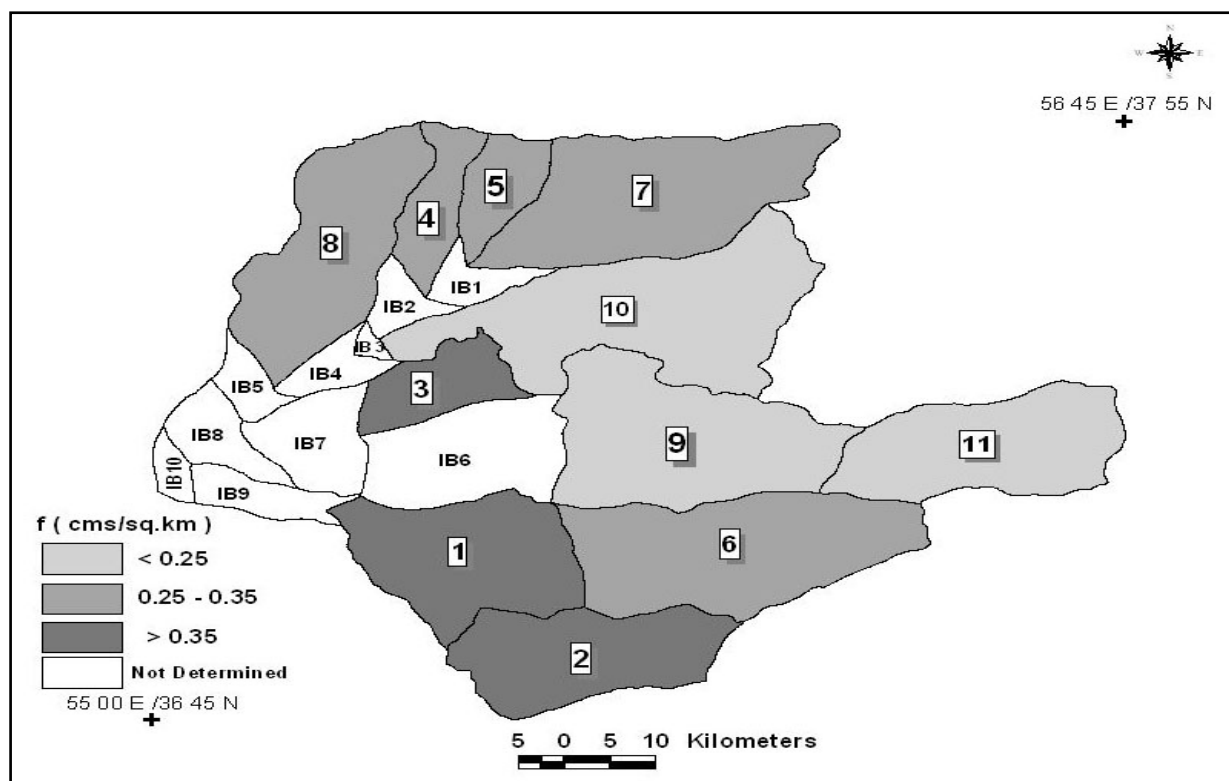 N
W E
S
56 45 E /37 55 N
5
7
4
8
IB1
IB2
10
IB 3
IB4
3
IB5
IB8
IB7
IB6
9
11
IB10
IB9
f ( cms/sq.km )
< 0.25
0.25 - 0.35
> 0.35
Not Determined
1
6
2
55 00 E /36 45 N
5 0 5 10 Kilometers